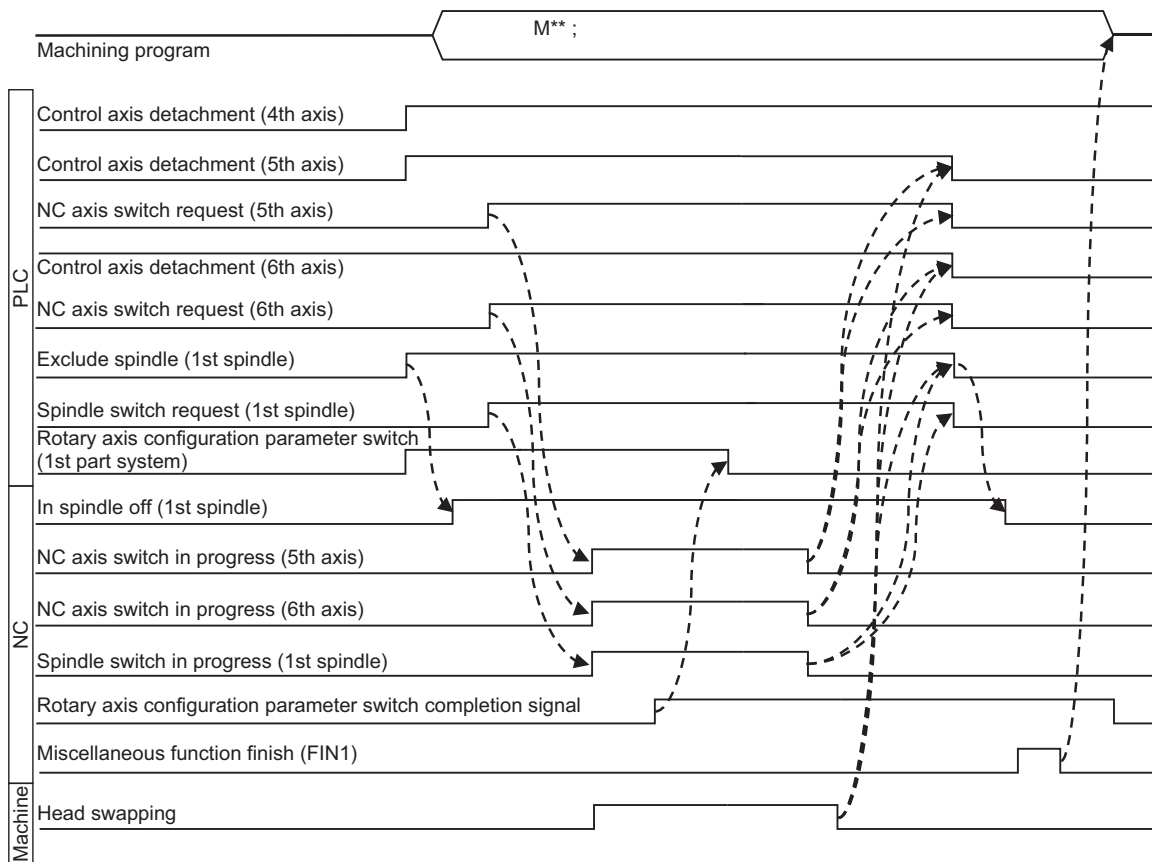 M** ;
Machining program
PLC
Control axis detachment (4th axis)
Control axis detachment (5th axis)
NC axis switch request (5th axis)
Control axis detachment (6th axis)
NC axis switch request (6th axis)
Exclude spindle (1st spindle)
Spindle switch request (1st spindle)
Rotary axis configuration parameter switch
(1st part system)
NC
In spindle off (1st spindle)
NC axis switch in progress (5th axis)
NC axis switch in progress (6th axis)
Spindle switch in progress (1st spindle)
Rotary axis configuration parameter switch completion signal
Miscellaneous function finish (FIN1)
Machine
Head swapping